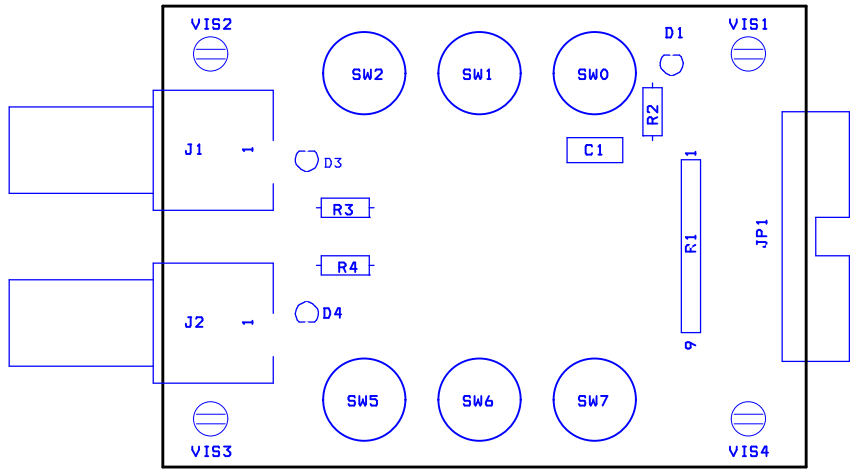 VIS2
D1
VIS1
SW2
SW1
SW0
R2
J1
1
D3
C1
1
R3
JP1
R1
R4
J2
1
D4
9
SW5
SW6
SW7
VIS3
VIS4